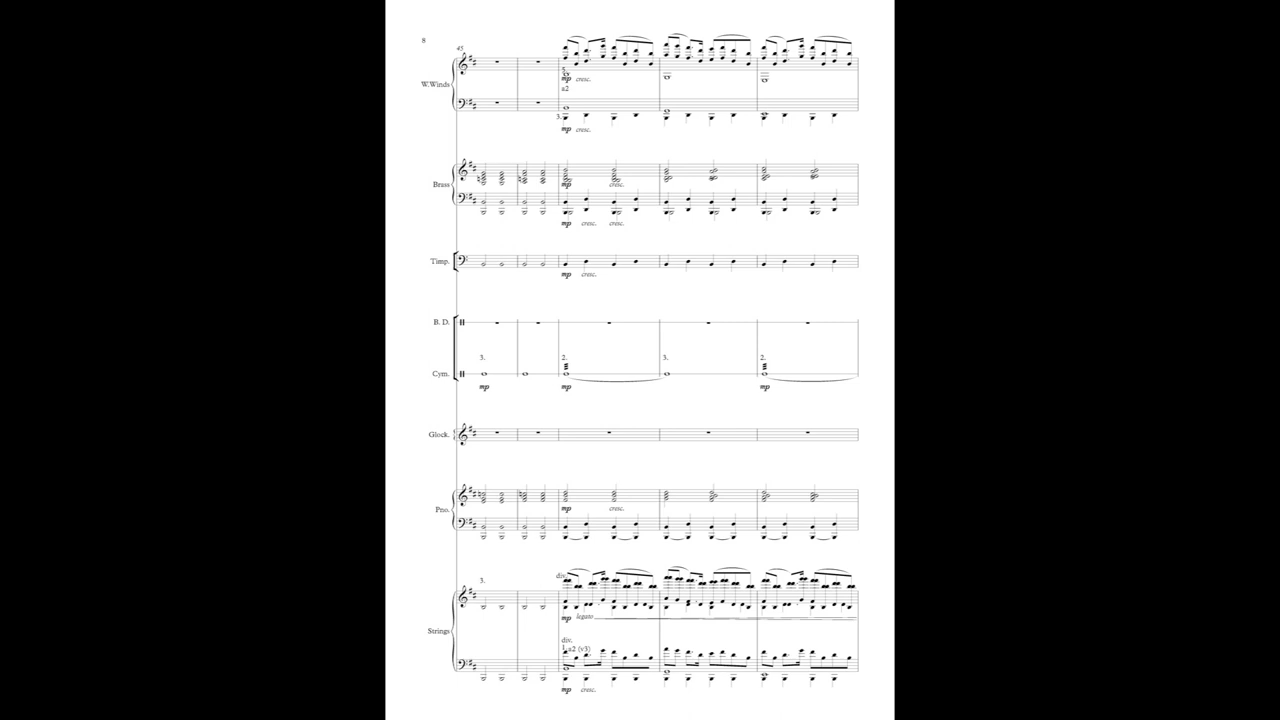 8
45
W.Winds
5.
mp cresc.
a2
3.
mp cresc.
Brass
mp cresc.
mp cresc. cresc.
Timp.
mp cresc.
B. D.
3. 2. 3. 2.
Cym.
mp mp mp
Glock.
Pno.
mp cresc.
3. div.
mp legato
Strings
div.
1. a2 (v3)
mp cresc.